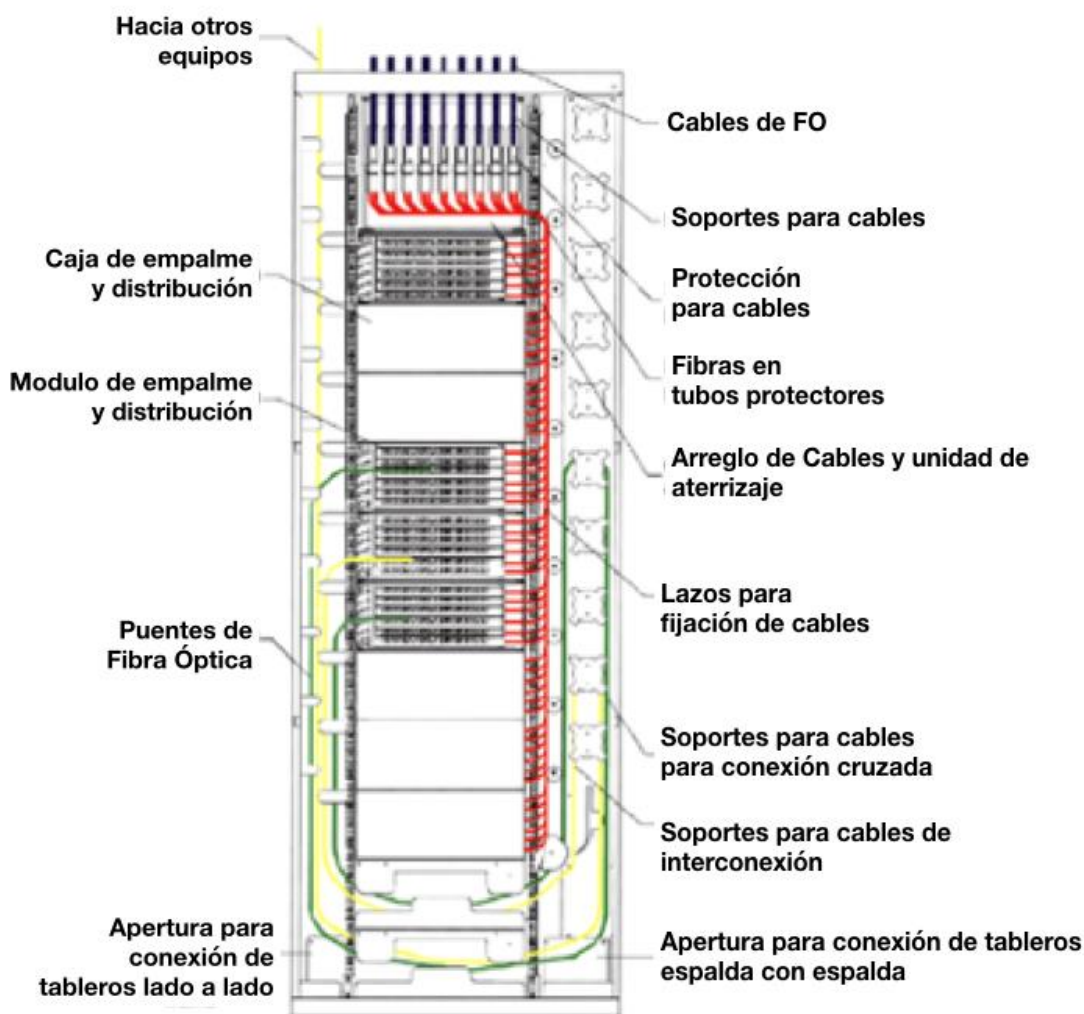 Hacia otros
equipos
Cables de FO
Soportes para cables
Caja de empalme
y distribución
Protección
para cables
Modulo de empalme
y distribución
Fibras en
tubos protectores
Arreglo de Cables y unidad de
aterrizaje
Lazos para
fijación de cables
Puentes de
Fibra Óptica
Soportes para cables
para conexión cruzada
Soportes para cables de
interconexión
Apertura para
conexión de
tableros lado a lado
Apertura para conexión de tableros
espalda con espalda